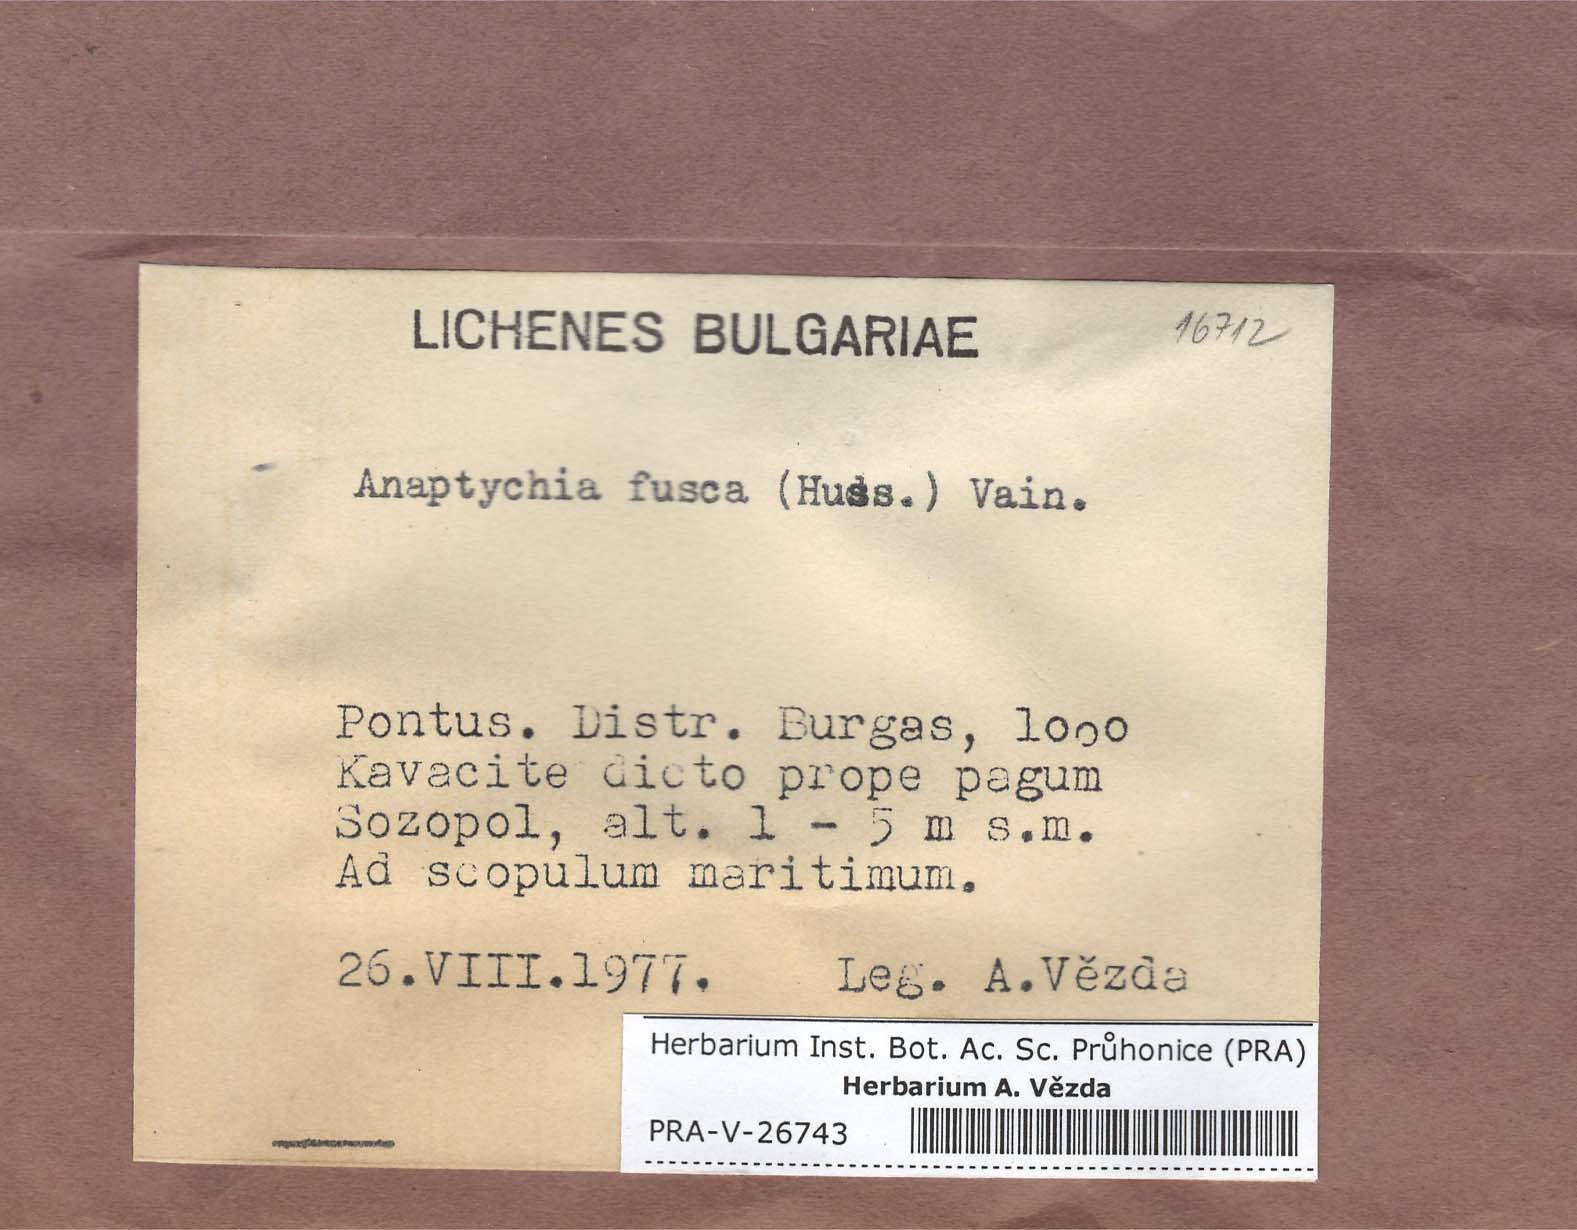 LICHENES BULGARIAE
16712
Anaptychia fusca (Huds.) Vain.
Pontus. Distr. Burgas, loco
Kavacite dicto prope pagum
Sozopol, alt. 1 - 5 m s.m.
Ad scopulum maritimum.
26.VIII.1977. Leg. A.Vězda
Herbarium Inst. Bot. Ac. Sc. Průhonice (PRA)
Herbarium A. Vězda
PRA-V-26743